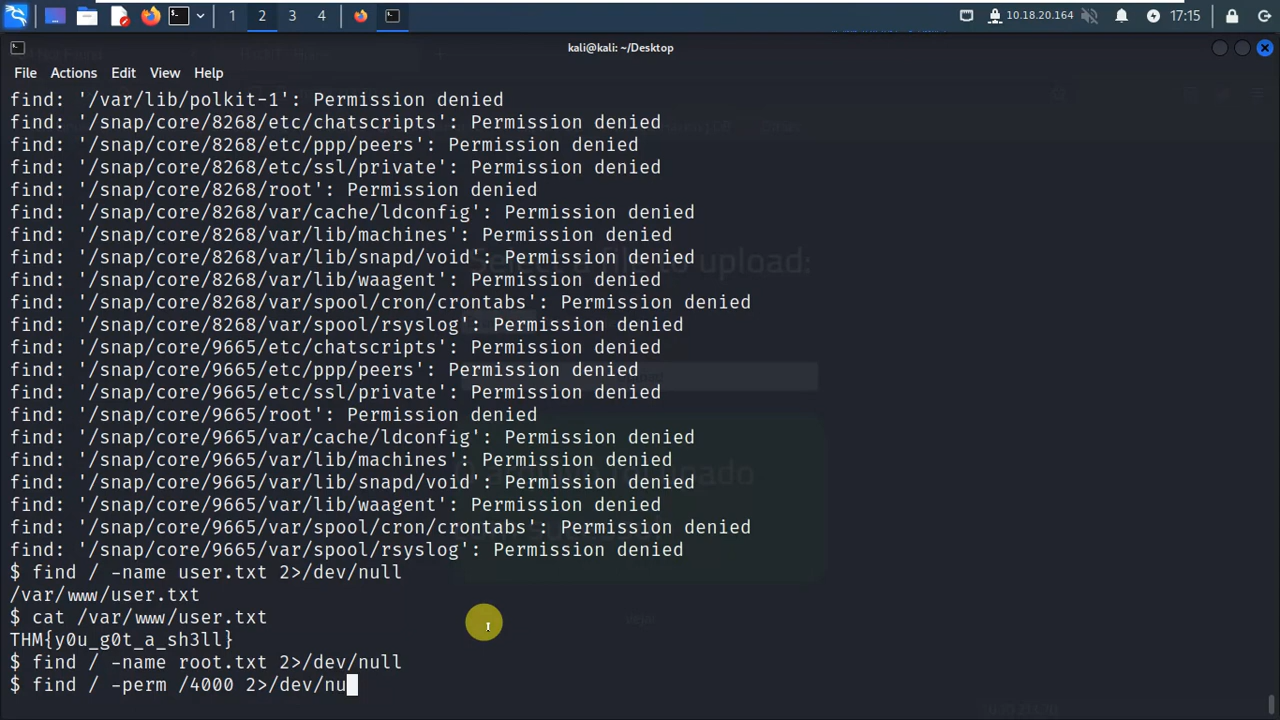 1 2 3 4
10.18.20.164
17:15
kali@kali: ~/Desktop
File Actions Edit View Help
find: '/var/lib/polkit-1': Permission denied
find: '/snap/core/8268/etc/chatscripts': Permission denied
find: '/snap/core/8268/etc/ppp/peers': Permission denied
find: '/snap/core/8268/etc/ssl/private': Permission denied
find: '/snap/core/8268/root': Permission denied
find: '/snap/core/8268/var/cache/ldconfig': Permission denied
find: '/snap/core/8268/var/lib/machines': Permission denied
find: '/snap/core/8268/var/lib/snapd/void': Permission denied
find: '/snap/core/8268/var/lib/waagent': Permission denied
find: '/snap/core/8268/var/spool/cron/crontabs': Permission denied
find: '/snap/core/8268/var/spool/rsyslog': Permission denied
find: '/snap/core/9665/etc/chatscripts': Permission denied
find: '/snap/core/9665/etc/ppp/peers': Permission denied
find: '/snap/core/9665/etc/ssl/private': Permission denied
find: '/snap/core/9665/root': Permission denied
find: '/snap/core/9665/var/cache/ldconfig': Permission denied
find: '/snap/core/9665/var/lib/machines': Permission denied
find: '/snap/core/9665/var/lib/snapd/void': Permission denied
find: '/snap/core/9665/var/lib/waagent': Permission denied
find: '/snap/core/9665/var/spool/cron/crontabs': Permission denied
find: '/snap/core/9665/var/spool/rsyslog': Permission denied
$ find / -name user.txt 2>/dev/null
/var/www/user.txt
$ cat /var/www/user.txt
THM{y0u_g0t_a_sh3ll}
$ find / -name root.txt 2>/dev/null
$ find / -perm /4000 2>/dev/nu
Select a file to upload: